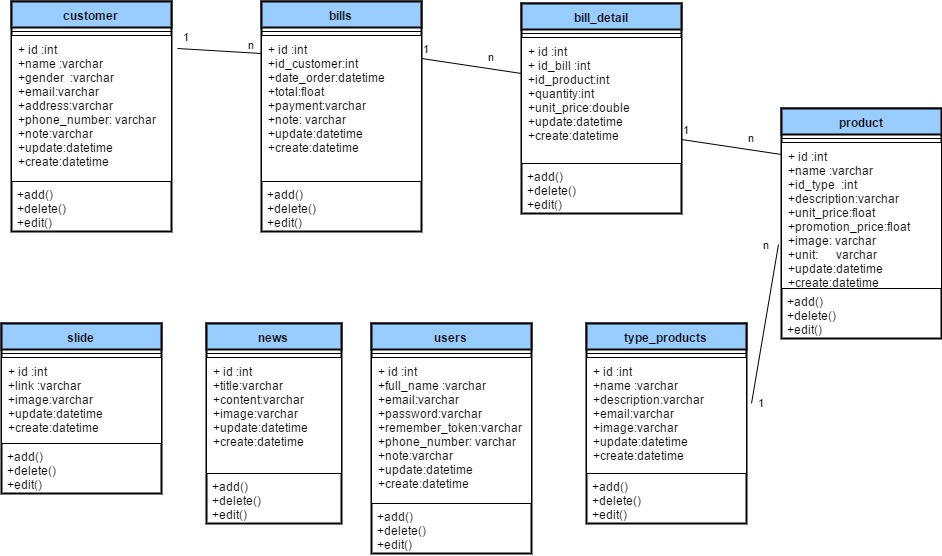 customer
+ id :int
+name :varchar
+gender :varchar
+email:varchar
+address:varchar
+phone_number: varchar
+note:varchar
+update:datetime
+create:datetime
+add()
+delete()
+edit()
1
n
bills
+ id :int
+id_customer:int
+date_order:datetime
+total:float
+payment:varchar
+note: varchar
+update:datetime
+create:datetime
+add()
+delete()
+edit()
1
n
bill_detail
+ id :int
+ id_bill :int
+id_product:int
+quantity:int
+unit_price:double
+update:datetime
+create:datetime
+add()
+delete()
+edit()
1
n
product
+ id :int
+name :varchar
+id_type :int
+description:varchar
+unit_price:float
+promotion_price:float
+image: varchar
+unit: varchar
+update:datetime
+create:datetime
+add()
+delete()
+edit()
n
1
slide
+ id :int
+link :varchar
+image:varchar
+update:datetime
+create:datetime
+add()
+delete()
+edit()
news
+ id :int
+title:varchar
+content:varchar
+image:varchar
+update:datetime
+create:datetime
+add()
+delete()
+edit()
users
+ id :int
+full_name :varchar
+email:varchar
+password:varchar
+remember_token:varchar
+phone_number: varchar
+note:varchar
+update:datetime
+create:datetime
+add()
+delete()
+edit()
type_products
+ id :int
+name :varchar
+description:varchar
+email:varchar
+image:varchar
+update:datetime
+create:datetime
+add()
+delete()
+edit()